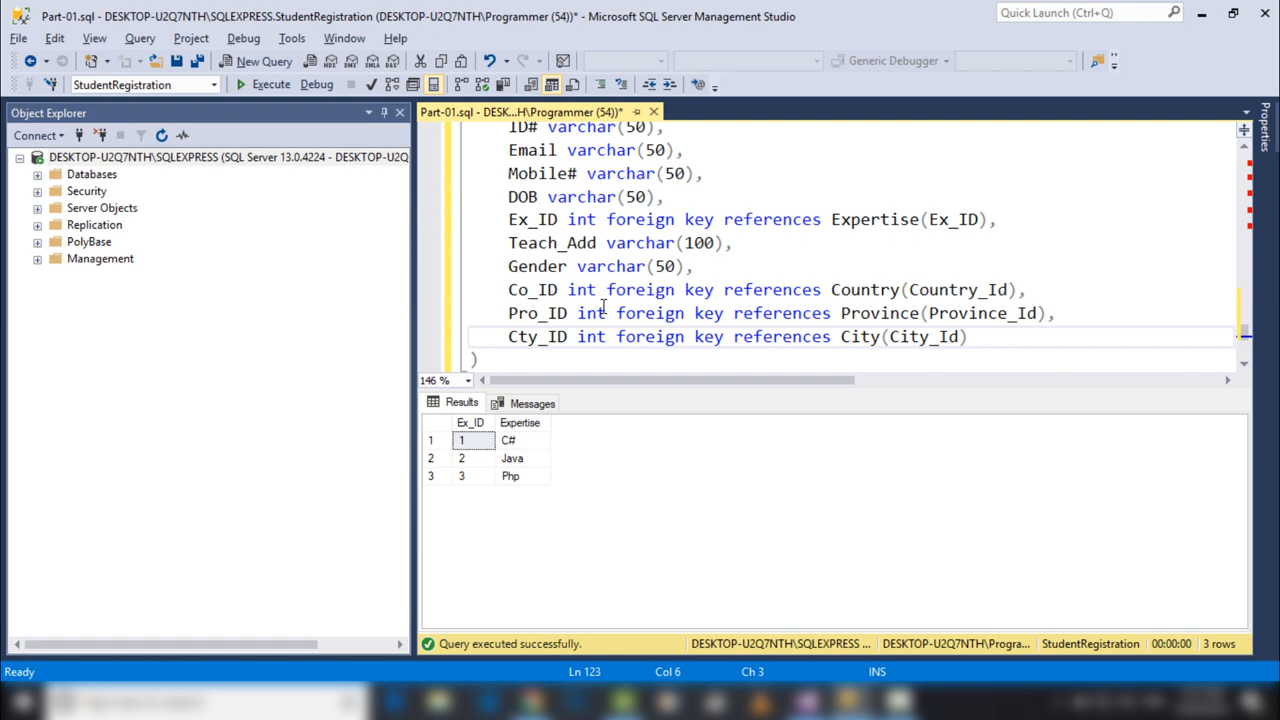 Part-01.sql - DESKTOP-U2Q7NTH\SQLEXPRESS.StudentRegistration (DESKTOP-U2Q7NTH\Programmer (54))* - Microsoft SQL Server Management Studio
Quick Launch (Ctrl+Q)
File Edit View Query Project Debug Tools Window Help
New Query
Generic Debugger
StudentRegistration
Execute Debug
Object Explorer
Part-01.sql - DESK...H\Programmer (54))*
Properties
Connect
DESKTOP-U2Q7NTH\SQLEXPRESS (SQL Server 13.0.4224 - DESKTOP-U2Q
Databases
Security
Server Objects
Replication
PolyBase
Management
ID# varchar(50),
Email varchar(50),
Mobile# varchar(50),
DOB varchar(50),
Ex_ID int foreign key references Expertise(Ex_ID),
Teach_Add varchar(100),
Gender varchar(50),
Co_ID int foreign key references Country(Country_Id),
Pro_ID int foreign key references Province(Province_Id),
Cty_ID int foreign key references City(City_Id)
)
146 %
Results Messages
Ex_ID Expertise
1 1 C#
2 2 Java
3 3 Php
Query executed successfully.
DESKTOP-U2Q7NTH\SQLEXPRESS ... DESKTOP-U2Q7NTH\Progra... StudentRegistration 00:00:00 3 rows
Ready Ln 123 Col 6 Ch 3 INS